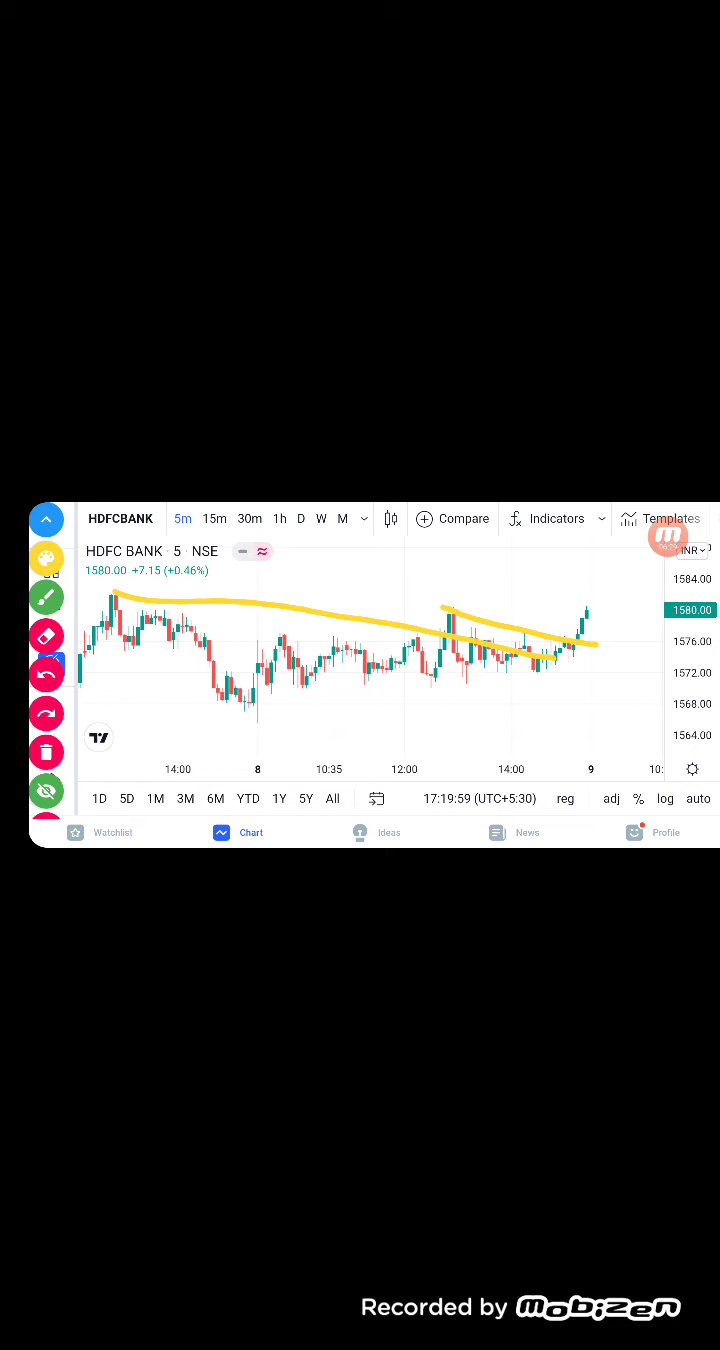 HDFCBANK 5m 15m 30m 1h D W M Compare Indicators Templates
HDFC BANK · 5 · NSE
INR
1580.00 +7.15 (+0.46%)
1584.00
1580.00
1576.00
1572.00
1568.00
1564.00
14:00 8 10:35 12:00 14:00 9 10:
1D 5D 1M 3M 6M YTD 1Y 5Y All 17:19:59 (UTC+5:30) reg adj % log auto
Watchlist Chart Ideas News Profile
Recorded by Mobizen